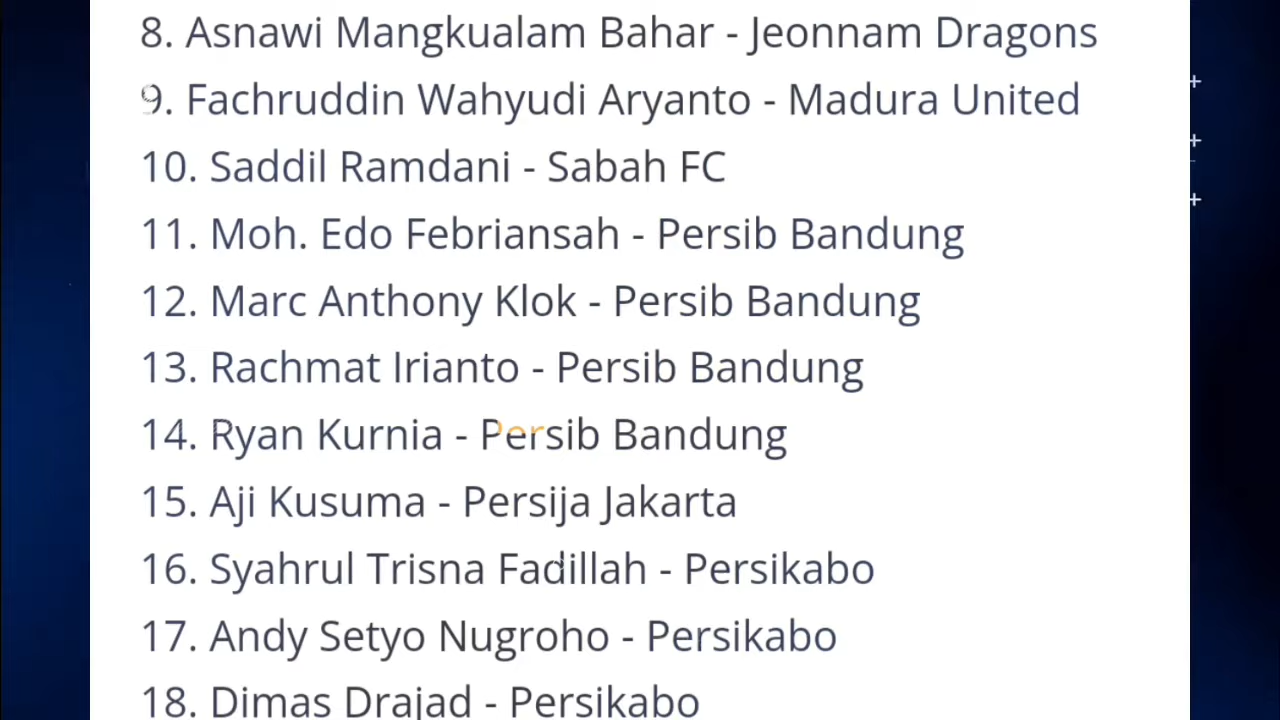 8. Asnawi Mangkualam Bahar - Jeonnam Dragons
9. Fachruddin Wahyudi Aryanto - Madura United
10. Saddil Ramdani - Sabah FC
11. Moh. Edo Febriansah - Persib Bandung
12. Marc Anthony Klok - Persib Bandung
13. Rachmat Irianto - Persib Bandung
14. Ryan Kurnia - Persib Bandung
15. Aji Kusuma - Persija Jakarta
16. Syahrul Trisna Fadillah - Persikabo
17. Andy Setyo Nugroho - Persikabo
18. Dimas Drajad - Persikabo